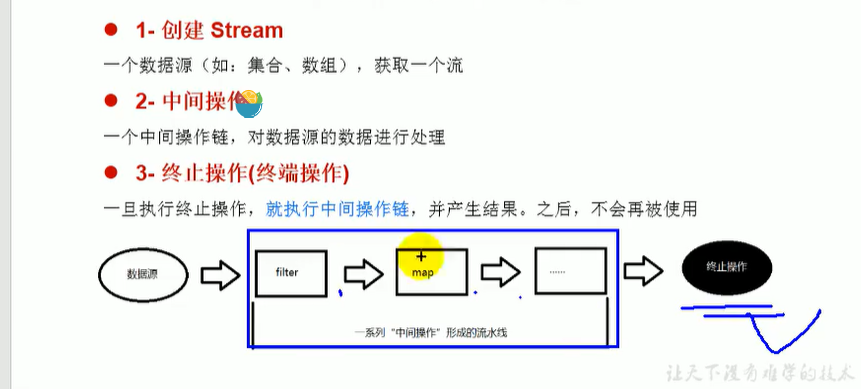 1- 创建 Stream
一个数据源（如：集合、数组），获取一个流
2- 中间操作
一个中间操作链，对数据源的数据进行处理
3- 终止操作(终端操作)
一旦执行终止操作，就执行中间操作链，并产生结果。之后，不会再被使用
数据源
filter
map
……
终止操作
一系列“中间操作”形成的流水线
让天下没有难学的技术